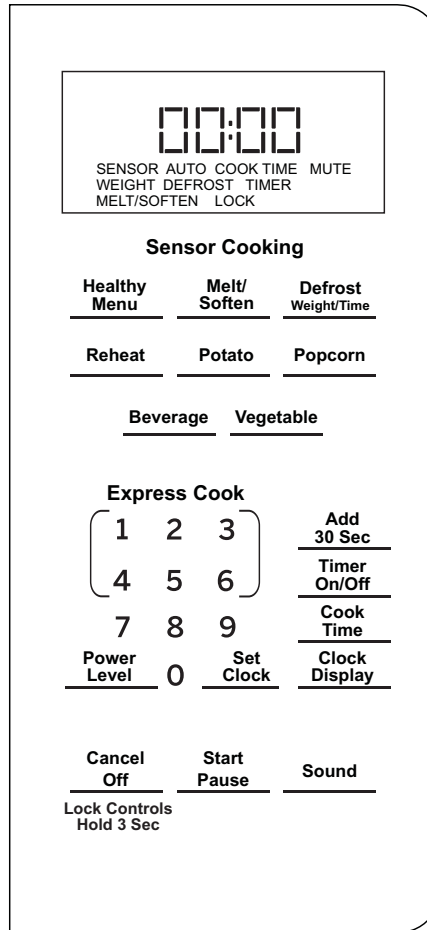 00:00
SENSOR AUTO COOK TIME MUTE
WEIGHT DEFROST TIMER
MELT/SOFTEN LOCK
Sensor Cooking
Healthy Menu
Melt/ Soften
Defrost Weight/Time
Reheat Potato Popcorn
Beverage Vegetable
Express Cook
1 2 3
Add 30 Sec
4 5 6
Timer On/Off
7 8 9
Cook Time
Power Level
0
Set Clock
Clock Display
Cancel Off
Start Pause
Sound
Lock Controls
Hold 3 Sec